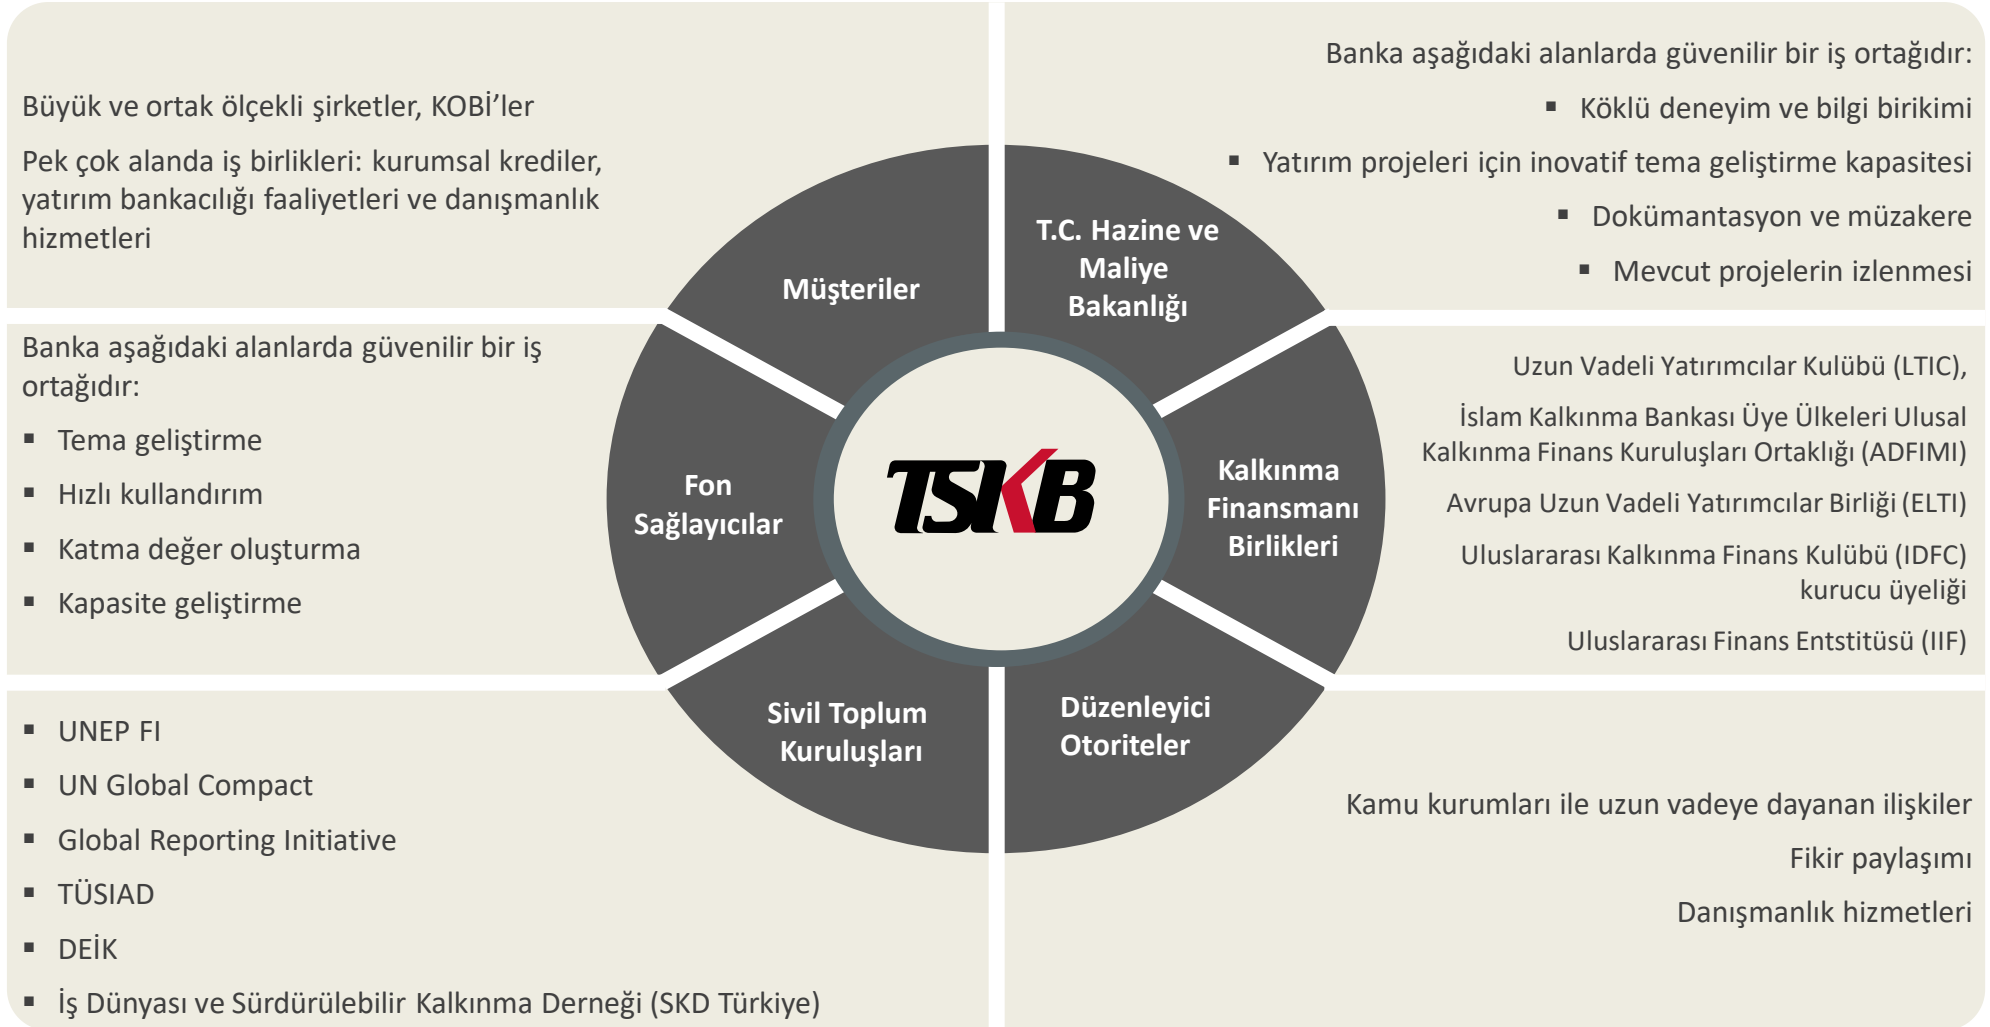 Büyük ve ortak ölçekli şirketler, KOBİ’ler
Pek çok alanda iş birlikleri: kurumsal krediler,
yatırım bankacılığı faaliyetleri ve danışmanlık
hizmetleri
Banka aşağıdaki alanlarda güvenilir bir iş ortağıdır:
▪ Köklü deneyim ve bilgi birikimi
▪ Yatırım projeleri için inovatif tema geliştirme kapasitesi
▪ Dokümantasyon ve müzakere
▪ Mevcut projelerin izlenmesi
Müşteriler
T.C. Hazine ve
Maliye
Bakanlığı
Banka aşağıdaki alanlarda güvenilir bir iş
ortağıdır:
▪ Tema geliştirme
▪ Hızlı kullandırım
▪ Katma değer oluşturma
▪ Kapasite geliştirme
Fon
Sağlayıcılar
TSKB
Kalkınma
Finansmanı
Birlikleri
Uzun Vadeli Yatırımcılar Kulübü (LTIC),
İslam Kalkınma Bankası Üye Ülkeleri Ulusal
Kalkınma Finans Kuruluşları Ortaklığı (ADFIMI)
Avrupa Uzun Vadeli Yatırımcılar Birliği (ELTI)
Uluslararası Kalkınma Finans Kulübü (IDFC)
kurucu üyeliği
Uluslararası Finans Entstitüsü (IIF)
Sivil Toplum
Kuruluşları
Düzenleyici
Otoriteler
▪ UNEP FI
▪ UN Global Compact
▪ Global Reporting Initiative
▪ TÜSIAD
▪ DEİK
▪ İş Dünyası ve Sürdürülebilir Kalkınma Derneği (SKD Türkiye)
Kamu kurumları ile uzun vadeye dayanan ilişkiler
Fikir paylaşımı
Danışmanlık hizmetleri